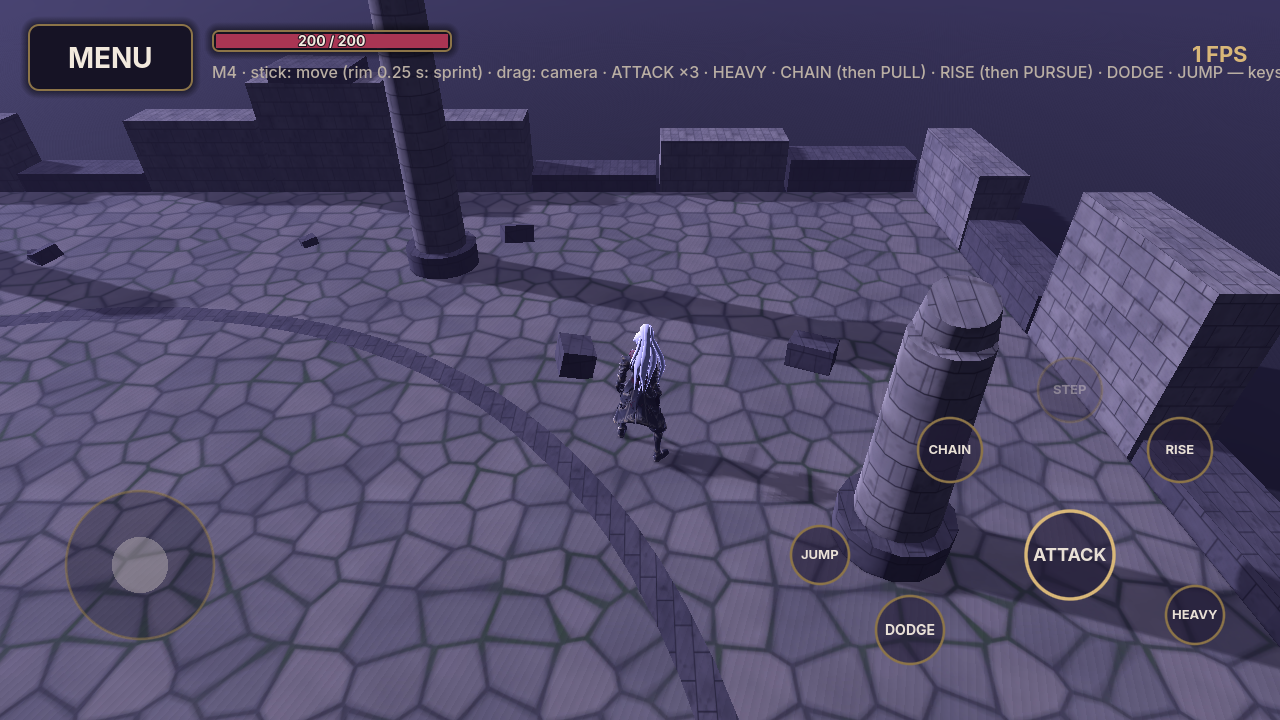 MENU
200 / 200
1 FPS
M4 · stick: move (rim 0.25 s: sprint) · drag: camera · ATTACK ×3 · HEAVY · CHAIN (then PULL) · RISE (then PURSUE) · DODGE · JUMP — keys
STEP
CHAIN
RISE
JUMP
ATTACK
DODGE
HEAVY